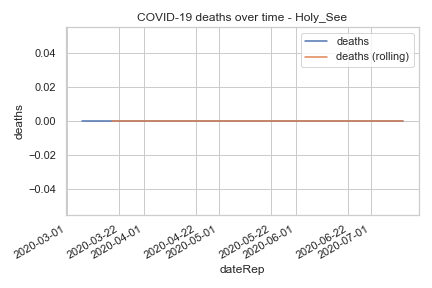 COVID-19 deaths over time - Holy_See
deaths
deaths (rolling)
0.04
0.02
0.00
−0.02
−0.04
deaths
2020-03-01
2020-03-22
2020-04-01
2020-04-22
2020-05-01
2020-05-22
2020-06-01
2020-06-22
2020-07-01
dateRep